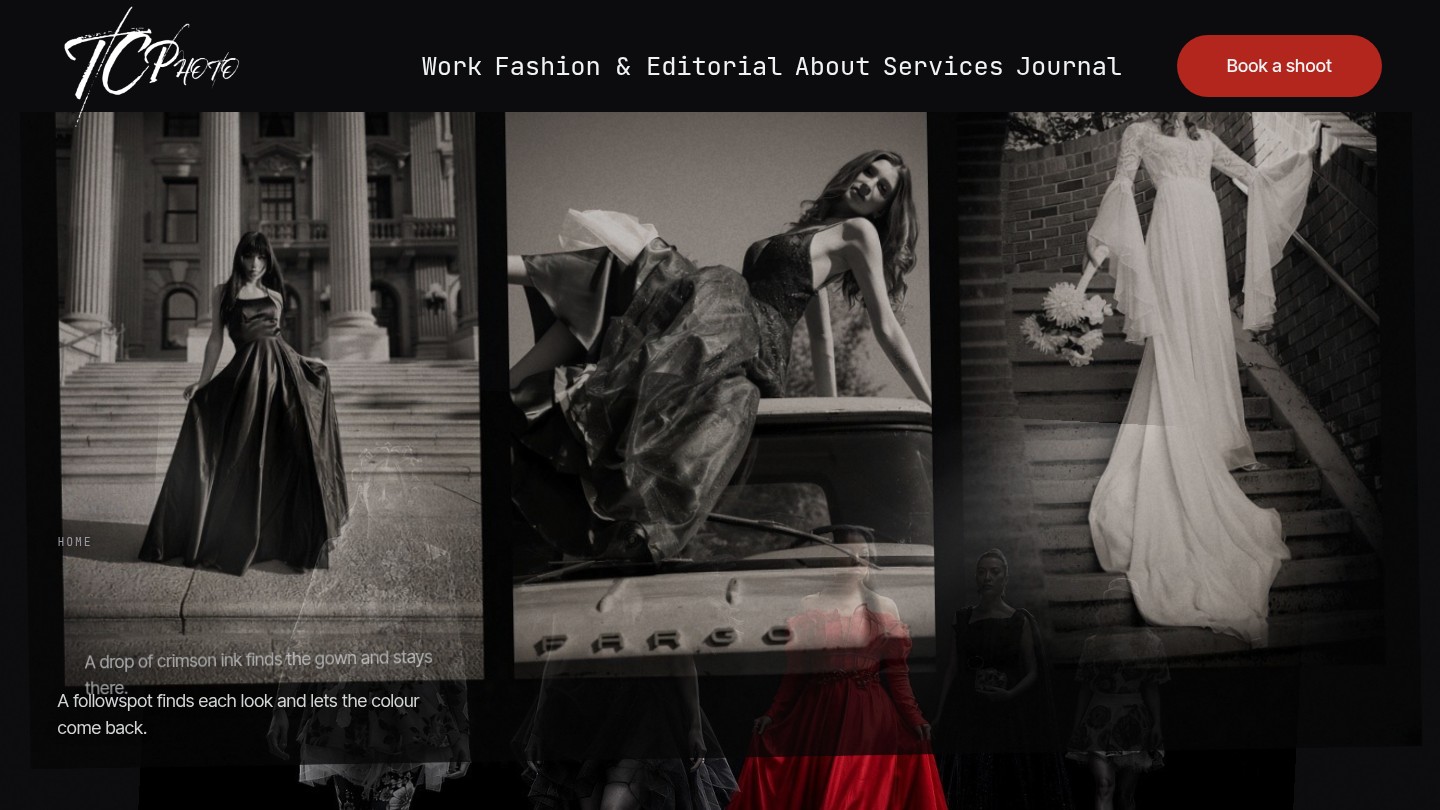 TCPHOTO
Work Fashion & Editorial About Services Journal
Book a shoot
HOME
FARGO
A drop of crimson ink finds the gown and stays
there.
A followspot finds each look and lets the colour
come back.